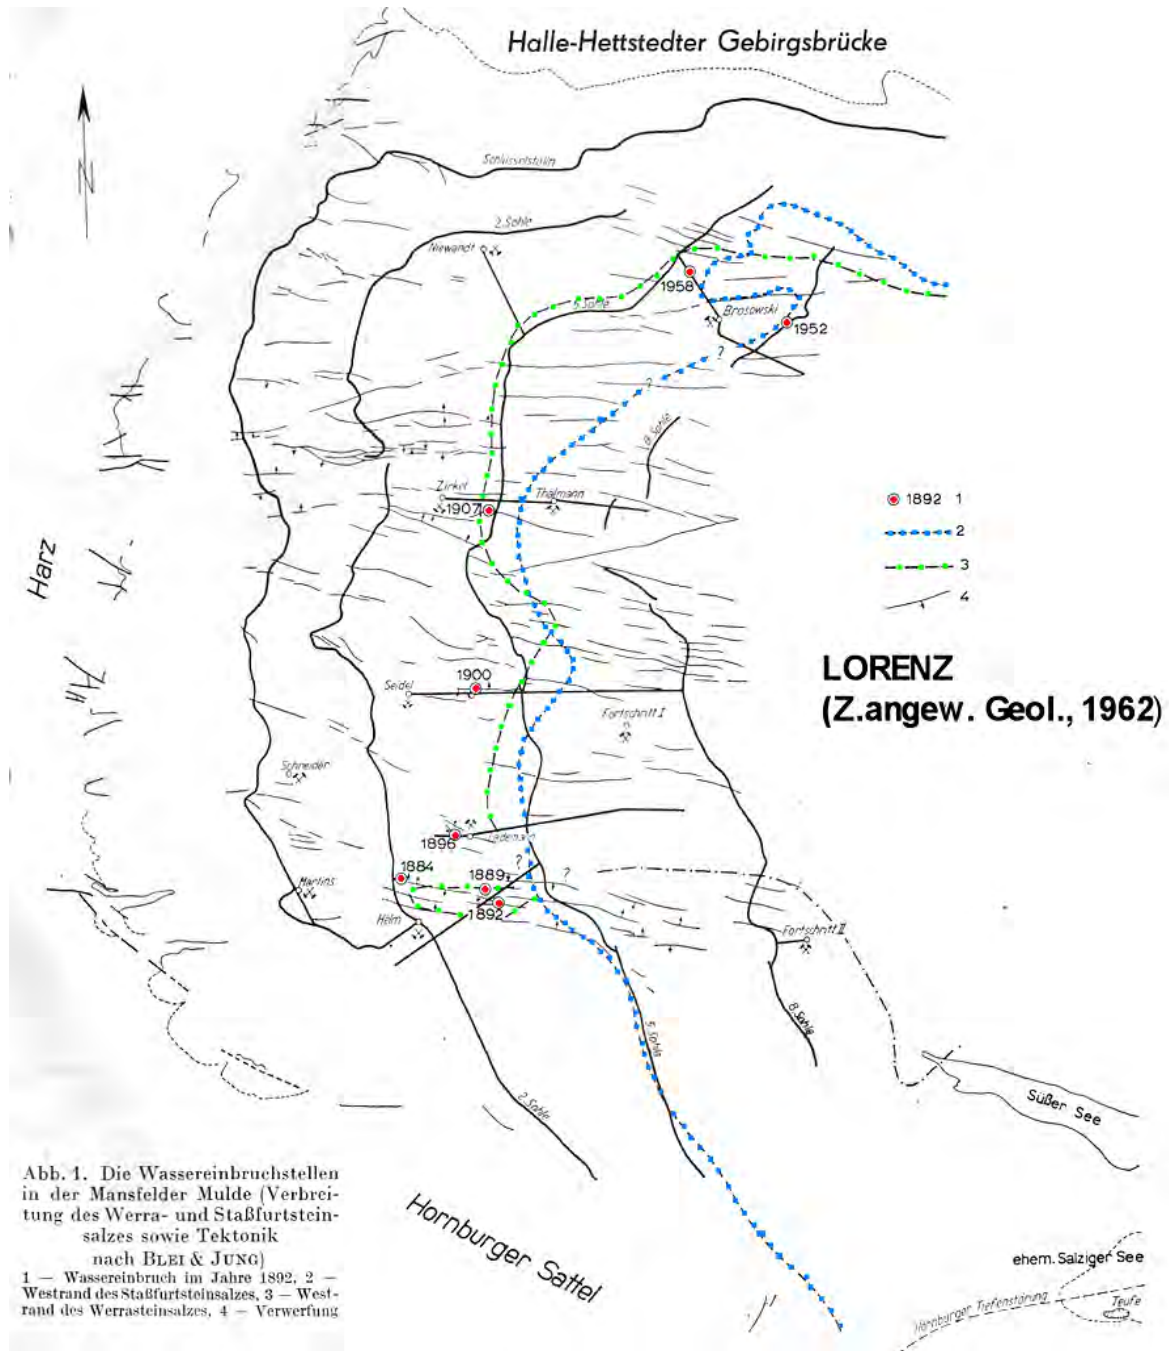 Halle-Hettstedter Gebirgsbrücke
N
Schlüsselstolln
2. Sohle
Niewandt
1958
5. Sohle
Brosowski
1952
?
?
8. Sohle
Zirkel
Thälmann
1907
1892 1
2
3
4
Harz
LORENZ
(Z.angew. Geol., 1962)
1900
Seidel
Fortschritt I
Schneider
1896
1884
1889
?
?
Martins
1892
Helm
Fortschritt II
8. Sohle
5. Sohle
Süßer See
2. Sohle
Abb. 1. Die Wassereinbruchstellen
in der Mansfelder Mulde (Verbrei-
tung des Werra- und Staßfurtstein-
salzes sowie Tektonik
nach BLEI & JUNG)
1 — Wassereinbruch im Jahre 1892, 2 —
Westrand des Staßfurtsteinsalzes, 3 — West-
rand des Werrasteinsalzes, 4 — Verwerfung
Hornburger Sattel
ehem. Salziger See
Hornburger Tiefenstörung
Teufe